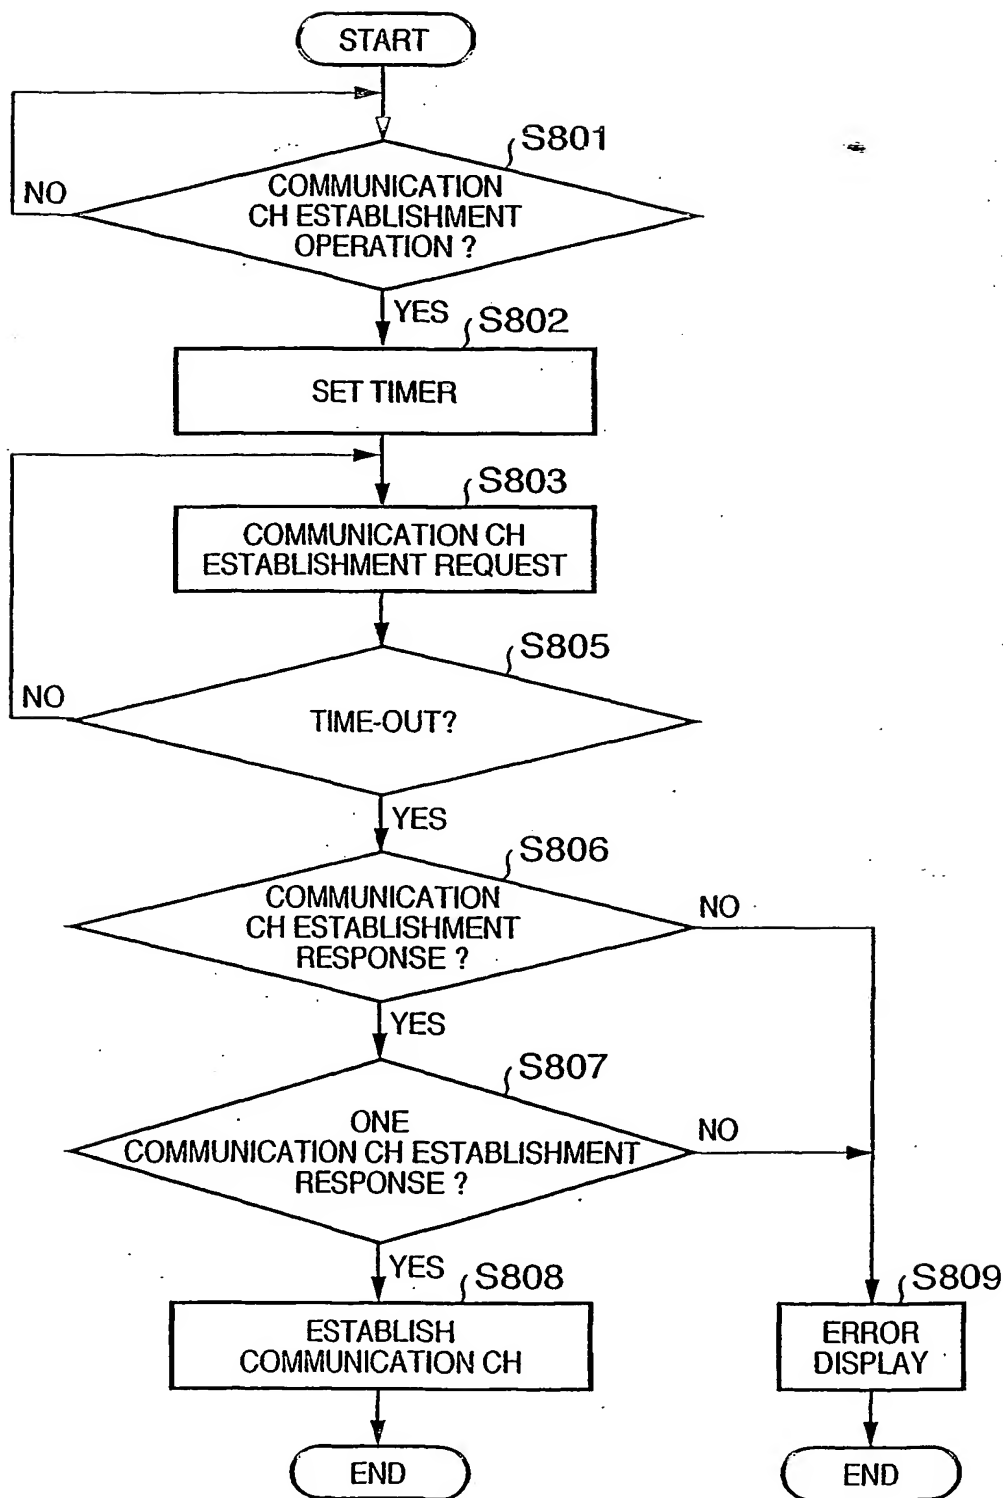 START
S801
COMMUNICATION
CH ESTABLISHMENT
OPERATION ?
NO
YES
S802
SET TIMER
S803
COMMUNICATION CH
ESTABLISHMENT REQUEST
S805
TIME-OUT?
NO
YES
S806
COMMUNICATION
CH ESTABLISHMENT
RESPONSE ?
NO
YES
S807
ONE
COMMUNICATION CH ESTABLISHMENT
RESPONSE ?
NO
YES
S808
ESTABLISH
COMMUNICATION CH
S809
ERROR
DISPLAY
END
END